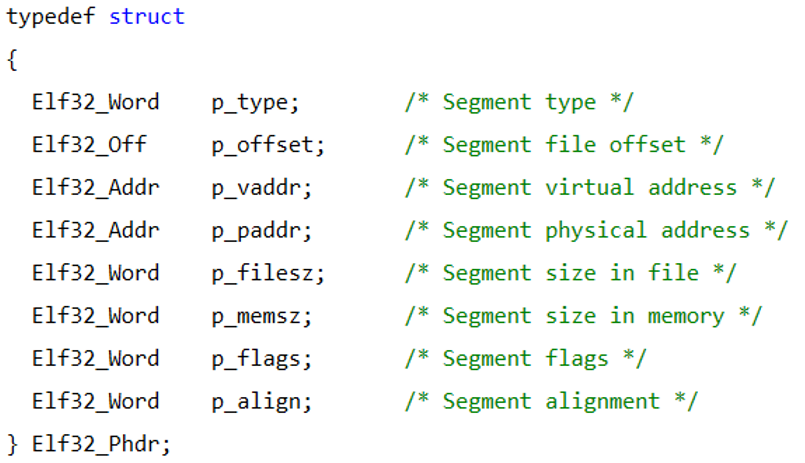 typedef struct
{
  Elf32_Word    p_type;        /* Segment type */
  Elf32_Off     p_offset;      /* Segment file offset */
  Elf32_Addr    p_vaddr;       /* Segment virtual address */
  Elf32_Addr    p_paddr;       /* Segment physical address */
  Elf32_Word    p_filesz;      /* Segment size in file */
  Elf32_Word    p_memsz;       /* Segment size in memory */
  Elf32_Word    p_flags;       /* Segment flags */
  Elf32_Word    p_align;       /* Segment alignment */
} Elf32_Phdr;